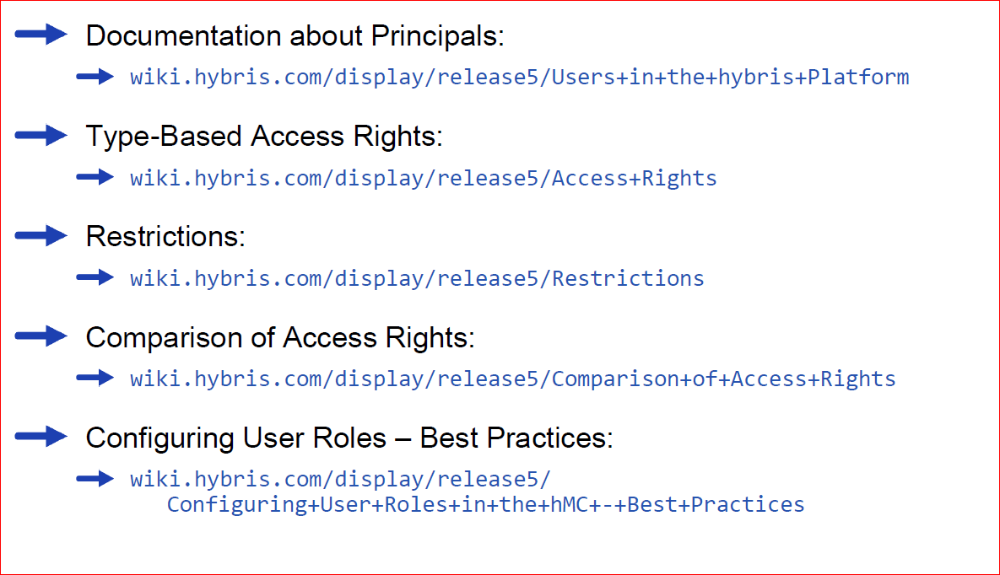 Documentation about Principals:
wiki.hybris.com/display/release5/Users+in+the+hybris+Platform
Type-Based Access Rights:
wiki.hybris.com/display/release5/Access+Rights
Restrictions:
wiki.hybris.com/display/release5/Restrictions
Comparison of Access Rights:
wiki.hybris.com/display/release5/Comparison+of+Access+Rights
Configuring User Roles – Best Practices:
wiki.hybris.com/display/release5/
Configuring+User+Roles+in+the+hMC+-+Best+Practices